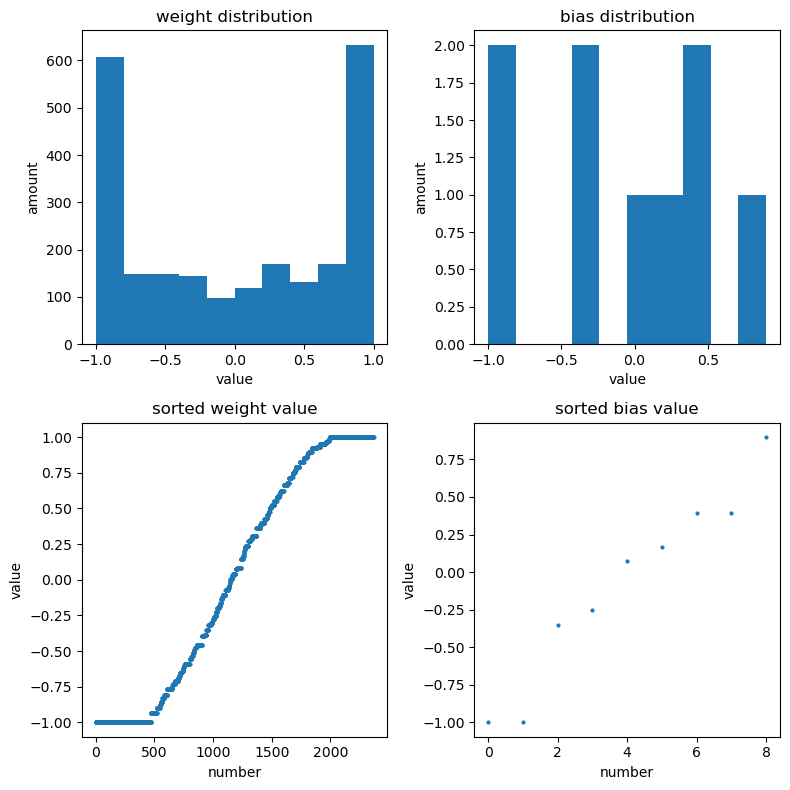 weight distribution
600
500
400
300
200
100
0
−1.0 −0.5 0.0 0.5 1.0
amount
value
bias distribution
2.00
1.75
1.50
1.25
1.00
0.75
0.50
0.25
0.00
−1.0 −0.5 0.0 0.5
amount
value
sorted weight value
1.00
0.75
0.50
0.25
0.00
−0.25
−0.50
−0.75
−1.00
0 500 1000 1500 2000
value
number
sorted bias value
0.75
0.50
0.25
0.00
−0.25
−0.50
−0.75
−1.00
0 2 4 6 8
value
number